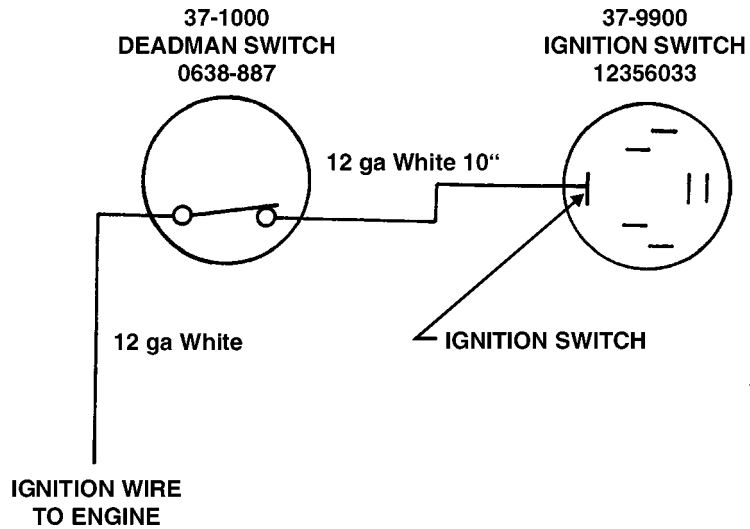 37-1000
DEADMAN SWITCH
0638-887
37-9900
IGNITION SWITCH
12356033
12 ga White 10“
12 ga White
IGNITION SWITCH
IGNITION WIRE
TO ENGINE